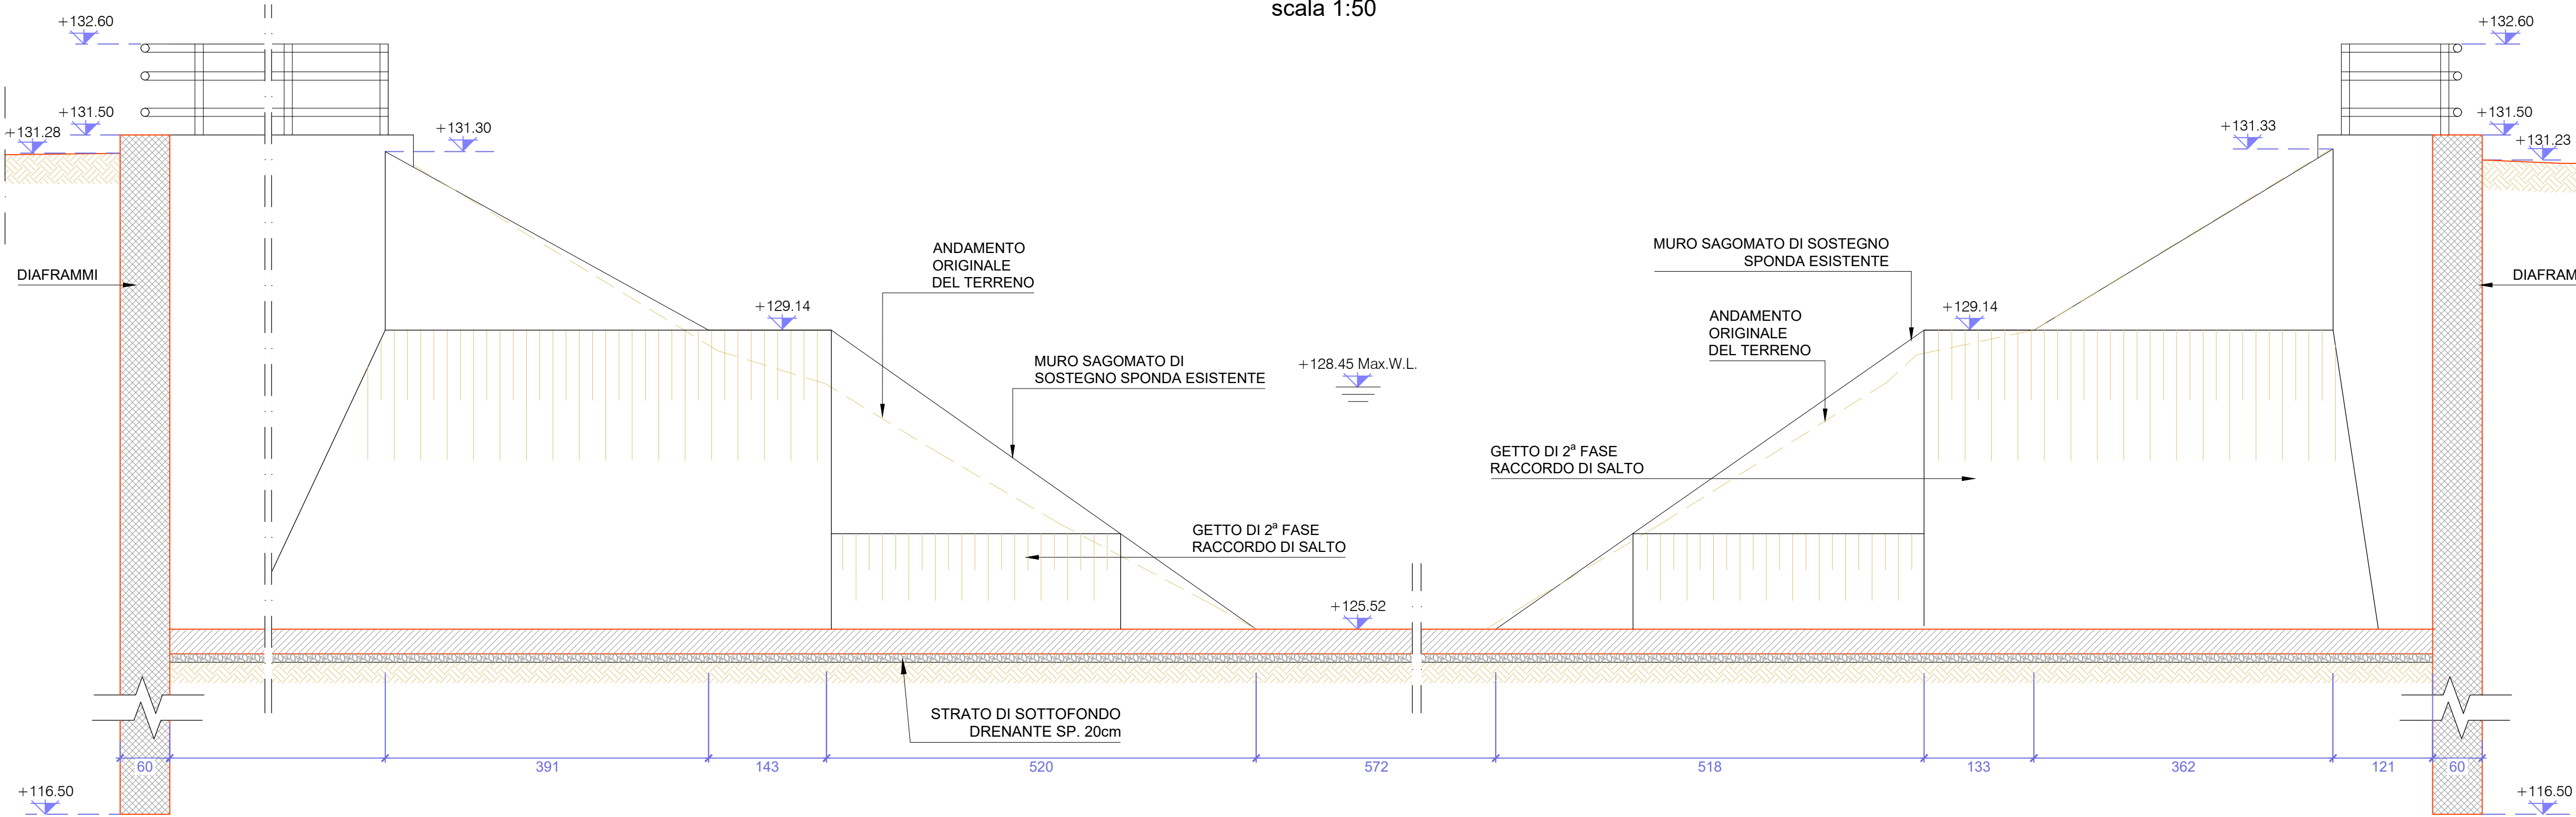 scala 1:50
+132.60
+132.60
+131.50
+131.28
+131.30
+131.33
+131.50
+131.23
DIAFRAMMI
ANDAMENTO
ORIGINALE
DEL TERRENO
MURO SAGOMATO DI SOSTEGNO
SPONDA ESISTENTE
DIAFRAM
+129.14
+129.14
ANDAMENTO
ORIGINALE
DEL TERRENO
MURO SAGOMATO DI
SOSTEGNO SPONDA ESISTENTE
+128.45 Max.W.L.
GETTO DI 2ª FASE
RACCORDO DI SALTO
GETTO DI 2ª FASE
RACCORDO DI SALTO
+125.52
STRATO DI SOTTOFONDO
DRENANTE SP. 20cm
60 391 143 520 572 518 133 362 121 60
+116.50
+116.50